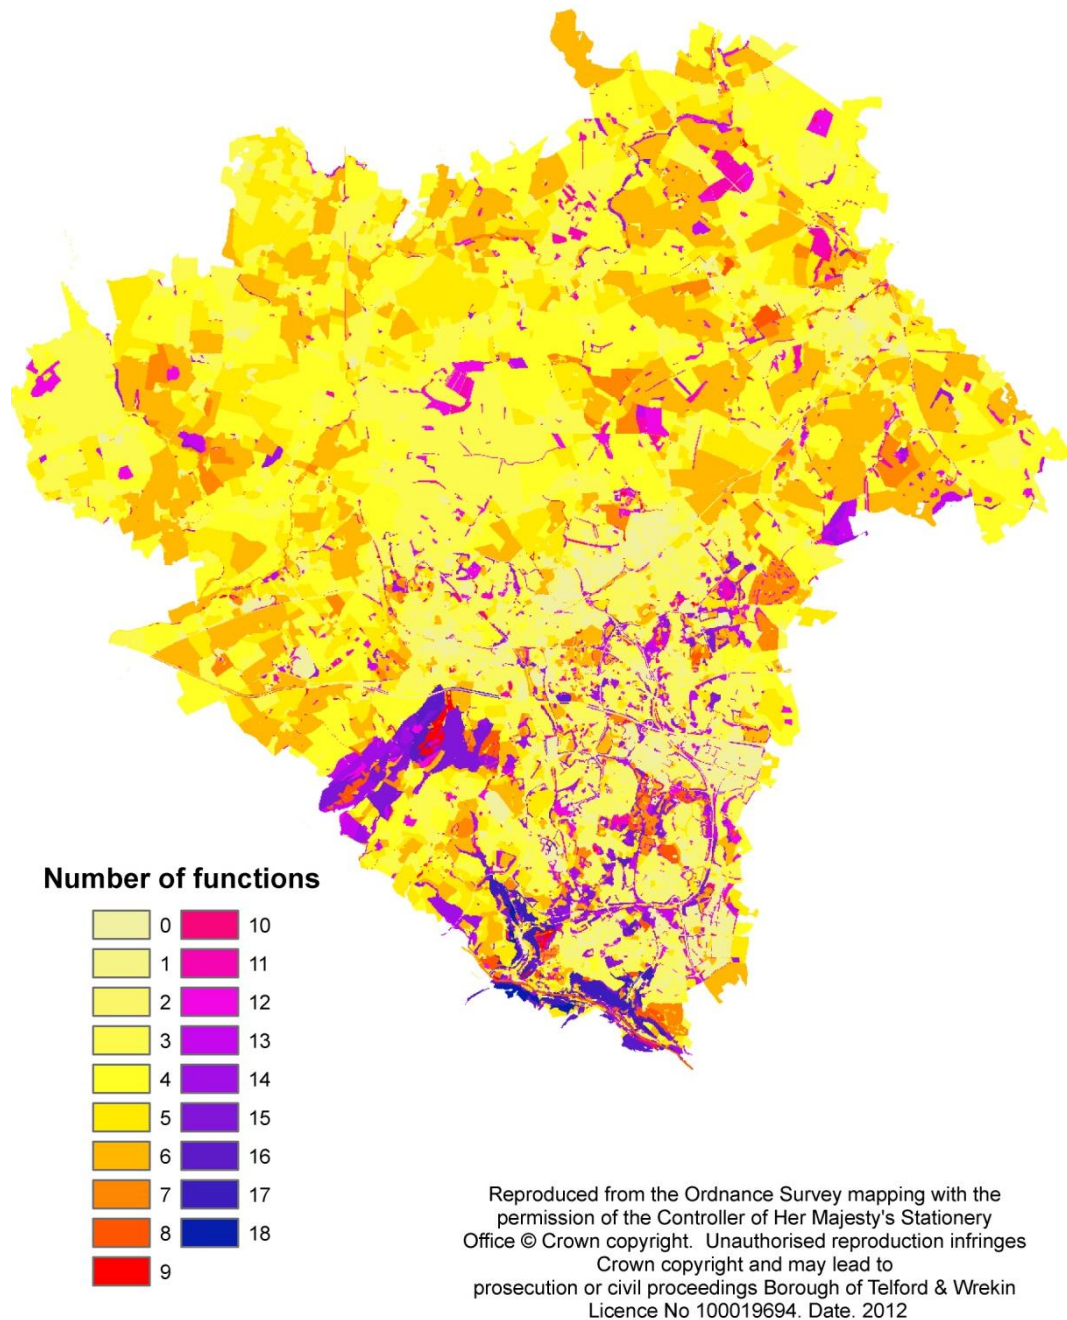 Number of functions
0 10
1 11
2 12
3 13
4 14
5 15
6 16
7 17
8 18
9
Reproduced from the Ordnance Survey mapping with the
permission of the Controller of Her Majesty's Stationery
Office © Crown copyright. Unauthorised reproduction infringes
Crown copyright and may lead to
prosecution or civil proceedings Borough of Telford & Wrekin
Licence No 100019694. Date. 2012